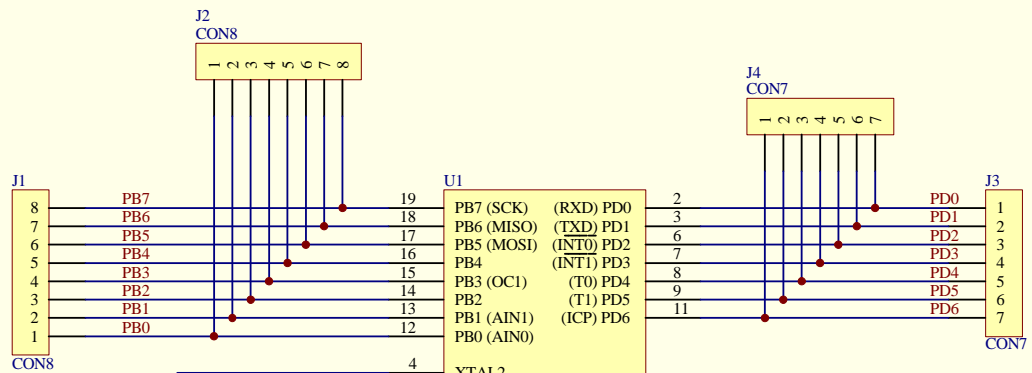 J2
CON8
1 2 3 4 5 6 7 8
J4
CON7
1 2 3 4 5 6 7
J1
U1
J3
8 PB7 19 PB7 (SCK) (RXD) PD0 2 PD0 1
7 PB6 18 PB6 (MISO) (TXD) PD1 3 PD1 2
6 PB5 17 PB5 (MOSI) (INT0) PD2 6 PD2 3
5 PB4 16 PB4 (INT1) PD3 7 PD3 4
4 PB3 15 PB3 (OC1) (T0) PD4 8 PD4 5
3 PB2 14 PB2 (T1) PD5 9 PD5 6
2 PB1 13 PB1 (AIN1) (ICP) PD6 11 PD6 7
1 PB0 12 PB0 (AIN0)
CON7
CON8
4 XTAL2